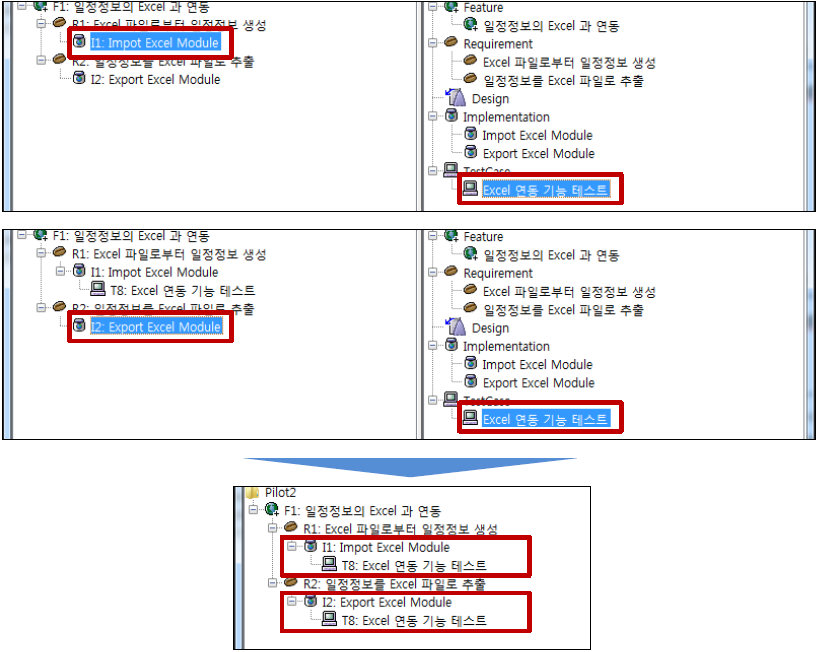 F1: 일정정보의 Excel 과 연동
R1: Excel 파일로부터 일정정보 생성
I1: Impot Excel Module
R2: 일정정보를 Excel 파일로 추출
I2: Export Excel Module
Feature
일정정보의 Excel 과 연동
Requirement
Excel 파일로부터 일정정보 생성
일정정보를 Excel 파일로 추출
Design
Implementation
Impot Excel Module
Export Excel Module
TestCase
Excel 연동 기능 테스트
F1: 일정정보의 Excel 과 연동
R1: Excel 파일로부터 일정정보 생성
I1: Impot Excel Module
T8: Excel 연동 기능 테스트
R2: 일정정보를 Excel 파일로 추출
I2: Export Excel Module
Feature
일정정보의 Excel 과 연동
Requirement
Excel 파일로부터 일정정보 생성
일정정보를 Excel 파일로 추출
Design
Implementation
Impot Excel Module
Export Excel Module
TestCase
Excel 연동 기능 테스트
Pilot2
F1: 일정정보의 Excel 과 연동
R1: Excel 파일로부터 일정정보 생성
I1: Impot Excel Module
T8: Excel 연동 기능 테스트
R2: 일정정보를 Excel 파일로 추출
I2: Export Excel Module
T8: Excel 연동 기능 테스트